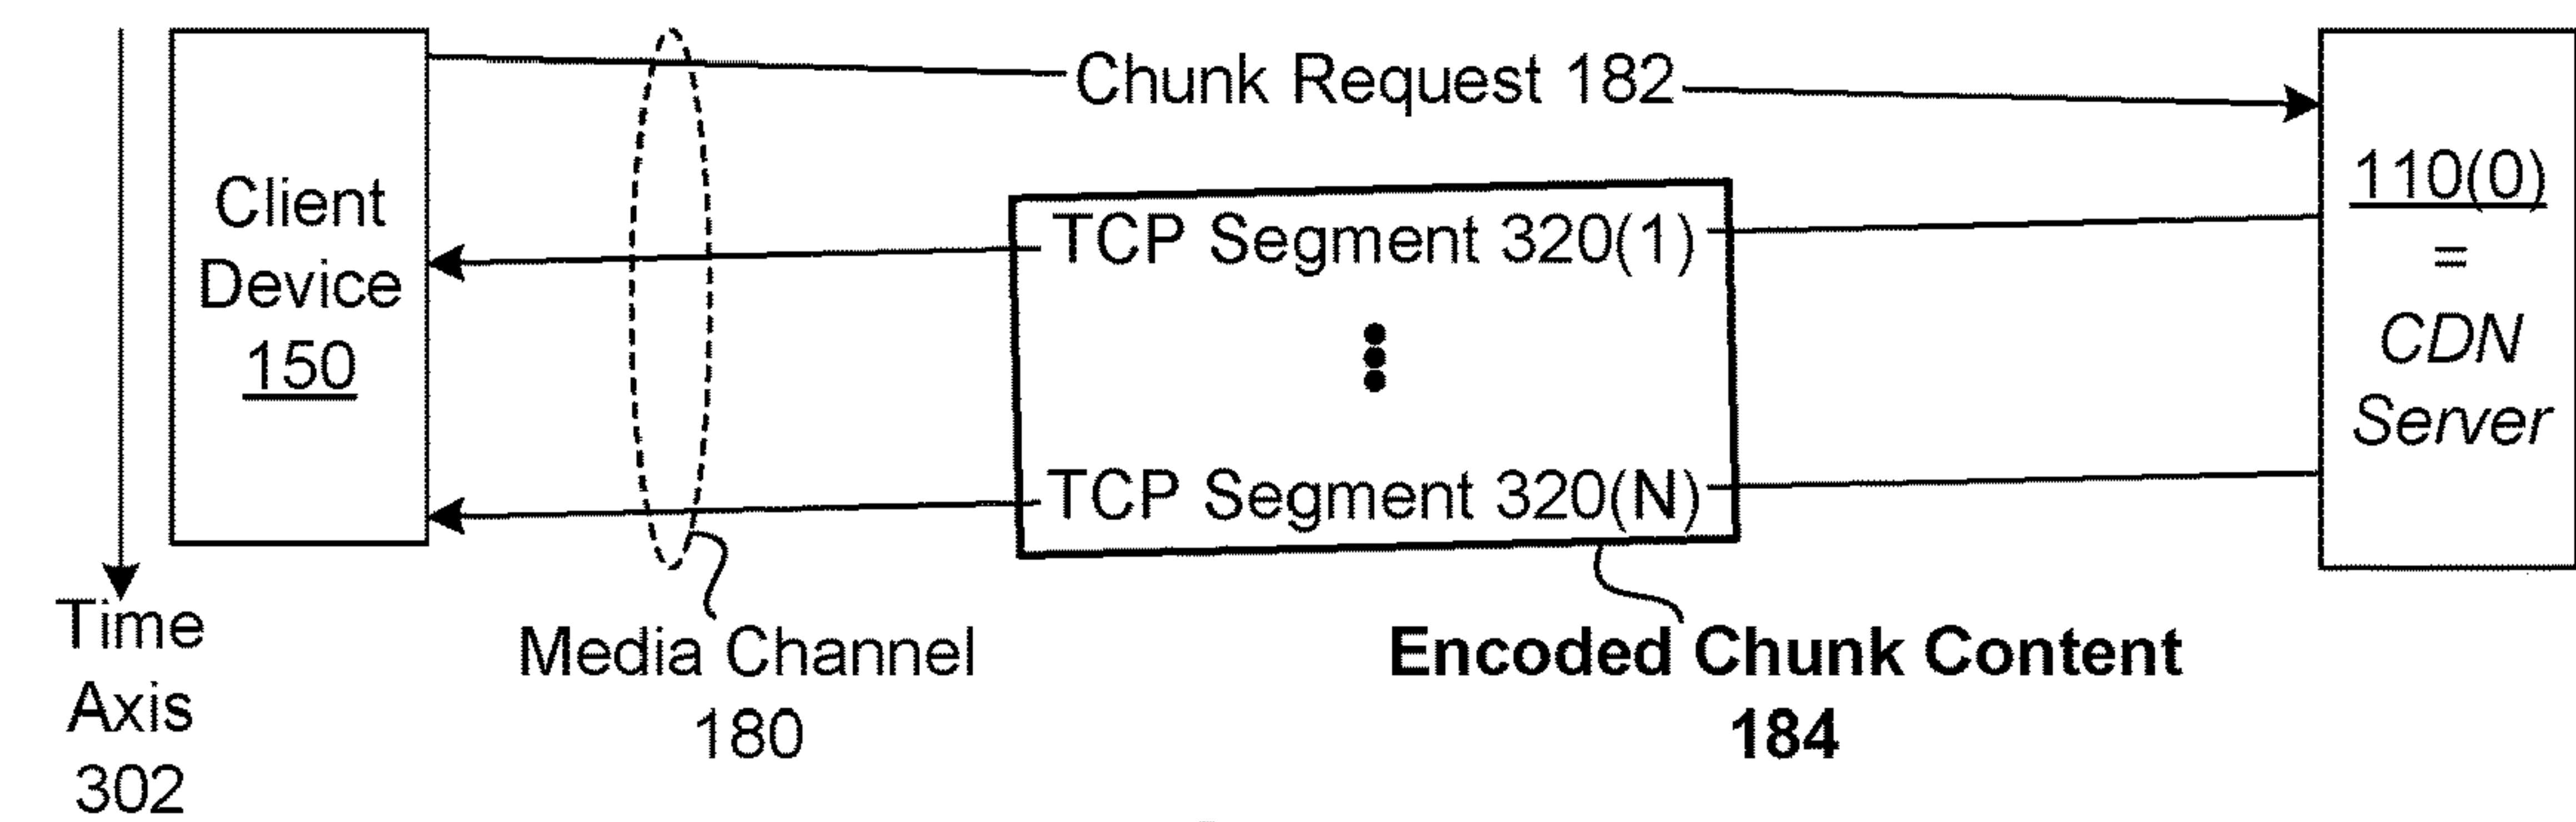 Chunk Request 182
Client
Device
150
110(0)
=
CDN
Server
TCP Segment 320(1)
TCP Segment 320(N)
Time
Axis
302
Media Channel
180
Encoded Chunk Content
184